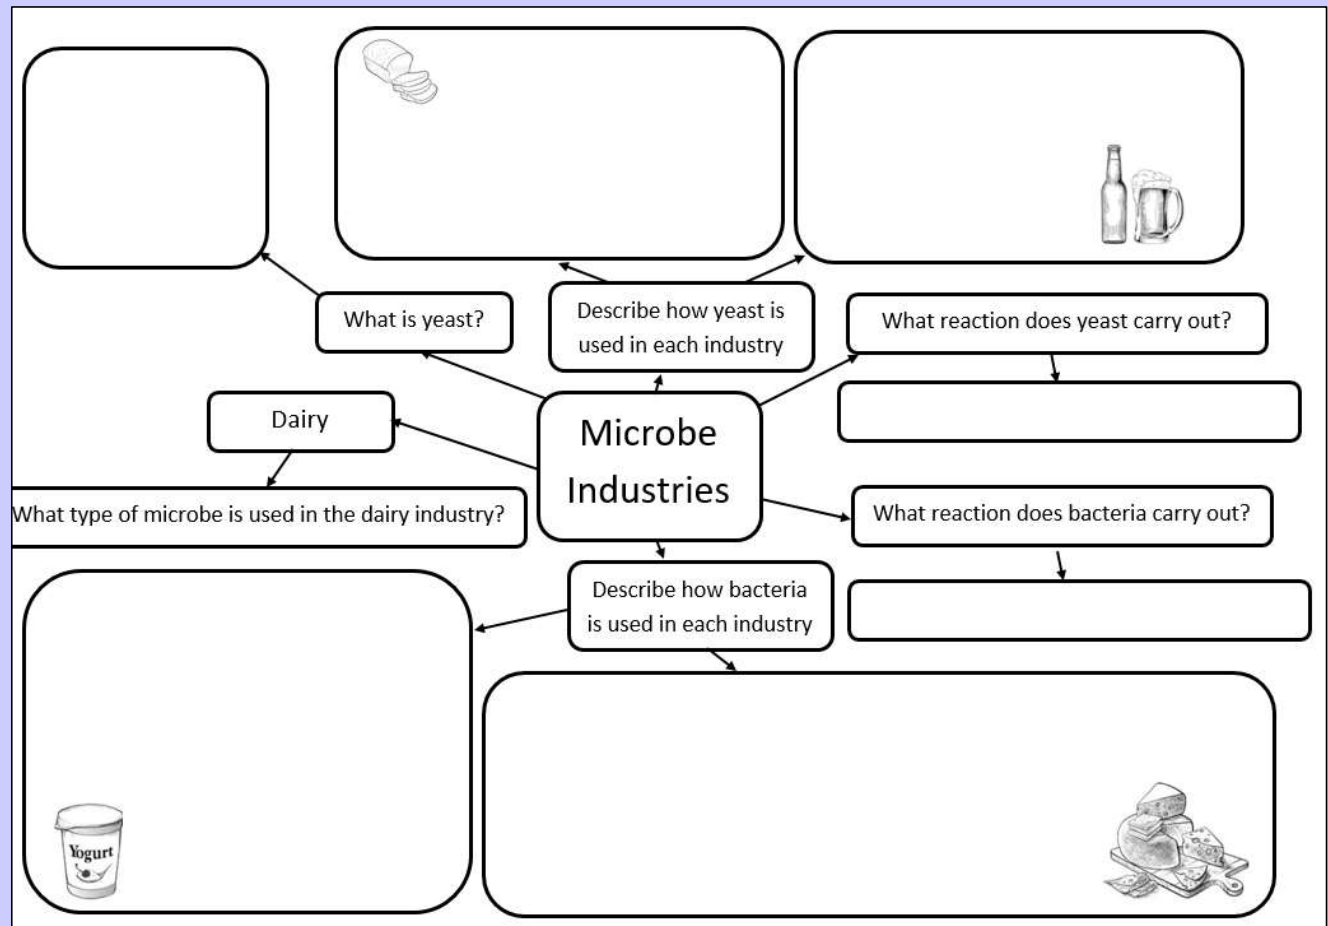 What is yeast?
Describe how yeast is
used in each industry
What reaction does yeast carry out?
Dairy
Microbe
Industries
What type of microbe is used in the dairy industry?
What reaction does bacteria carry out?
Describe how bacteria
is used in each industry
Yogurt